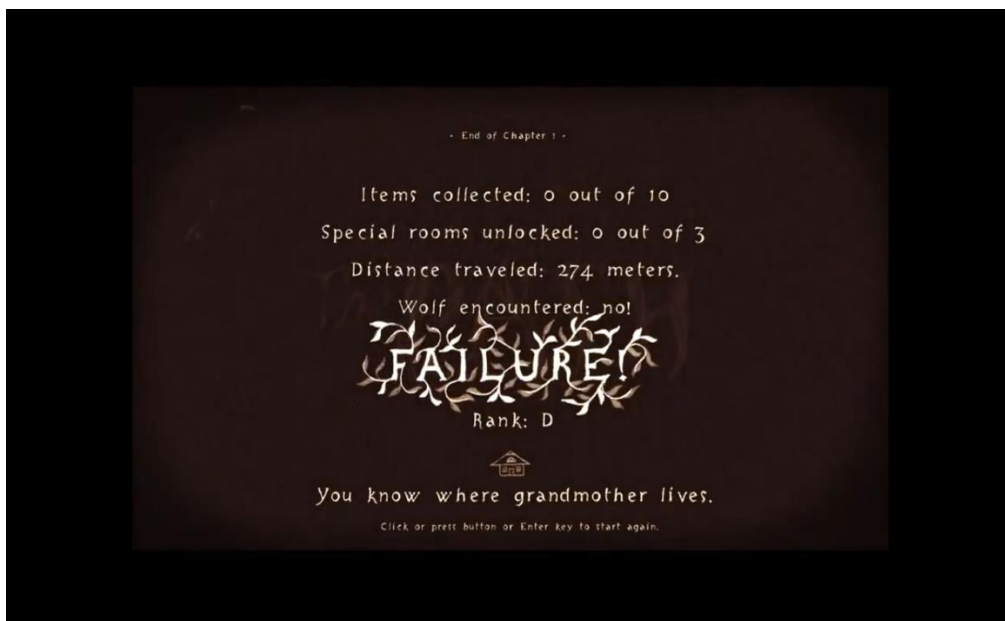 - End of Chapter 1 -
Items collected: 0 out of 10
Special rooms unlocked: 0 out of 3
Distance traveled: 274 meters.
Wolf encountered: no!
FAILURE!
Rank: D
You know where grandmother lives.
Click or press button or Enter key to start again.